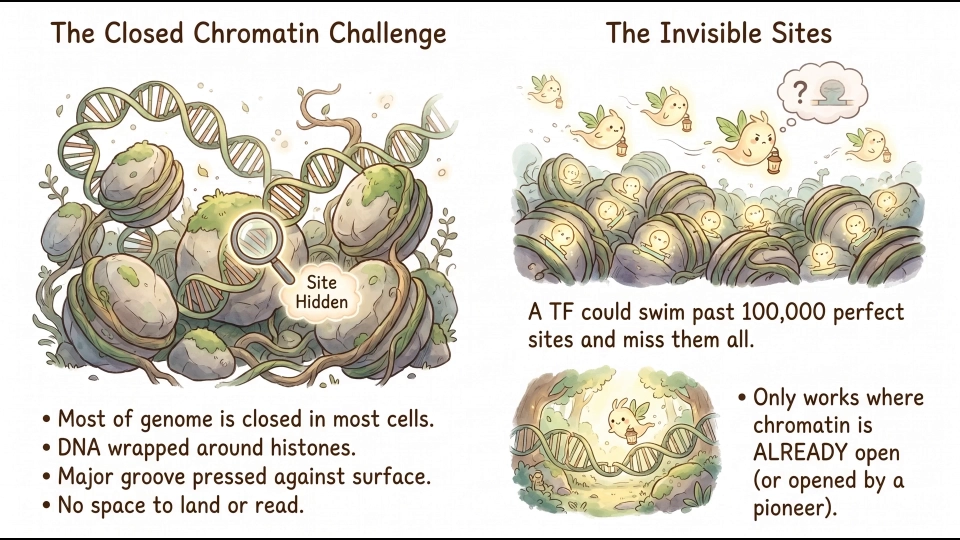 The Closed Chromatin Challenge
Site
Hidden
• Most of genome is closed in most cells.
• DNA wrapped around histones.
• Major groove pressed against surface.
• No space to land or read.
The Invisible Sites
?
A TF could swim past 100,000 perfect
sites and miss them all.
• Only works where
chromatin is
ALREADY open
(or opened by a
pioneer).